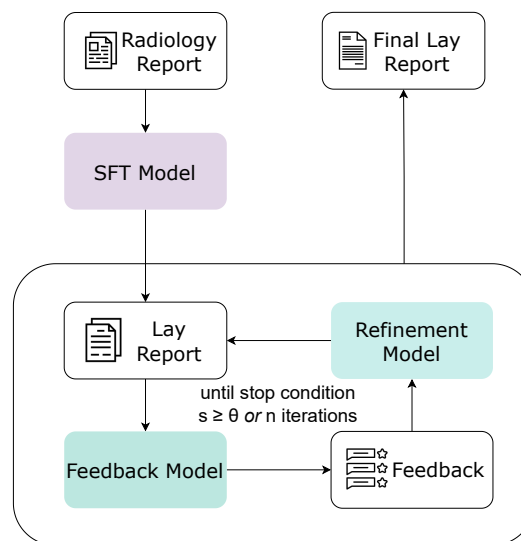 Radiology
Report
Final Lay
Report
SFT Model
Lay
Report
Refinement
Model
until stop condition
s ≥ θ or n iterations
Feedback Model
Feedback